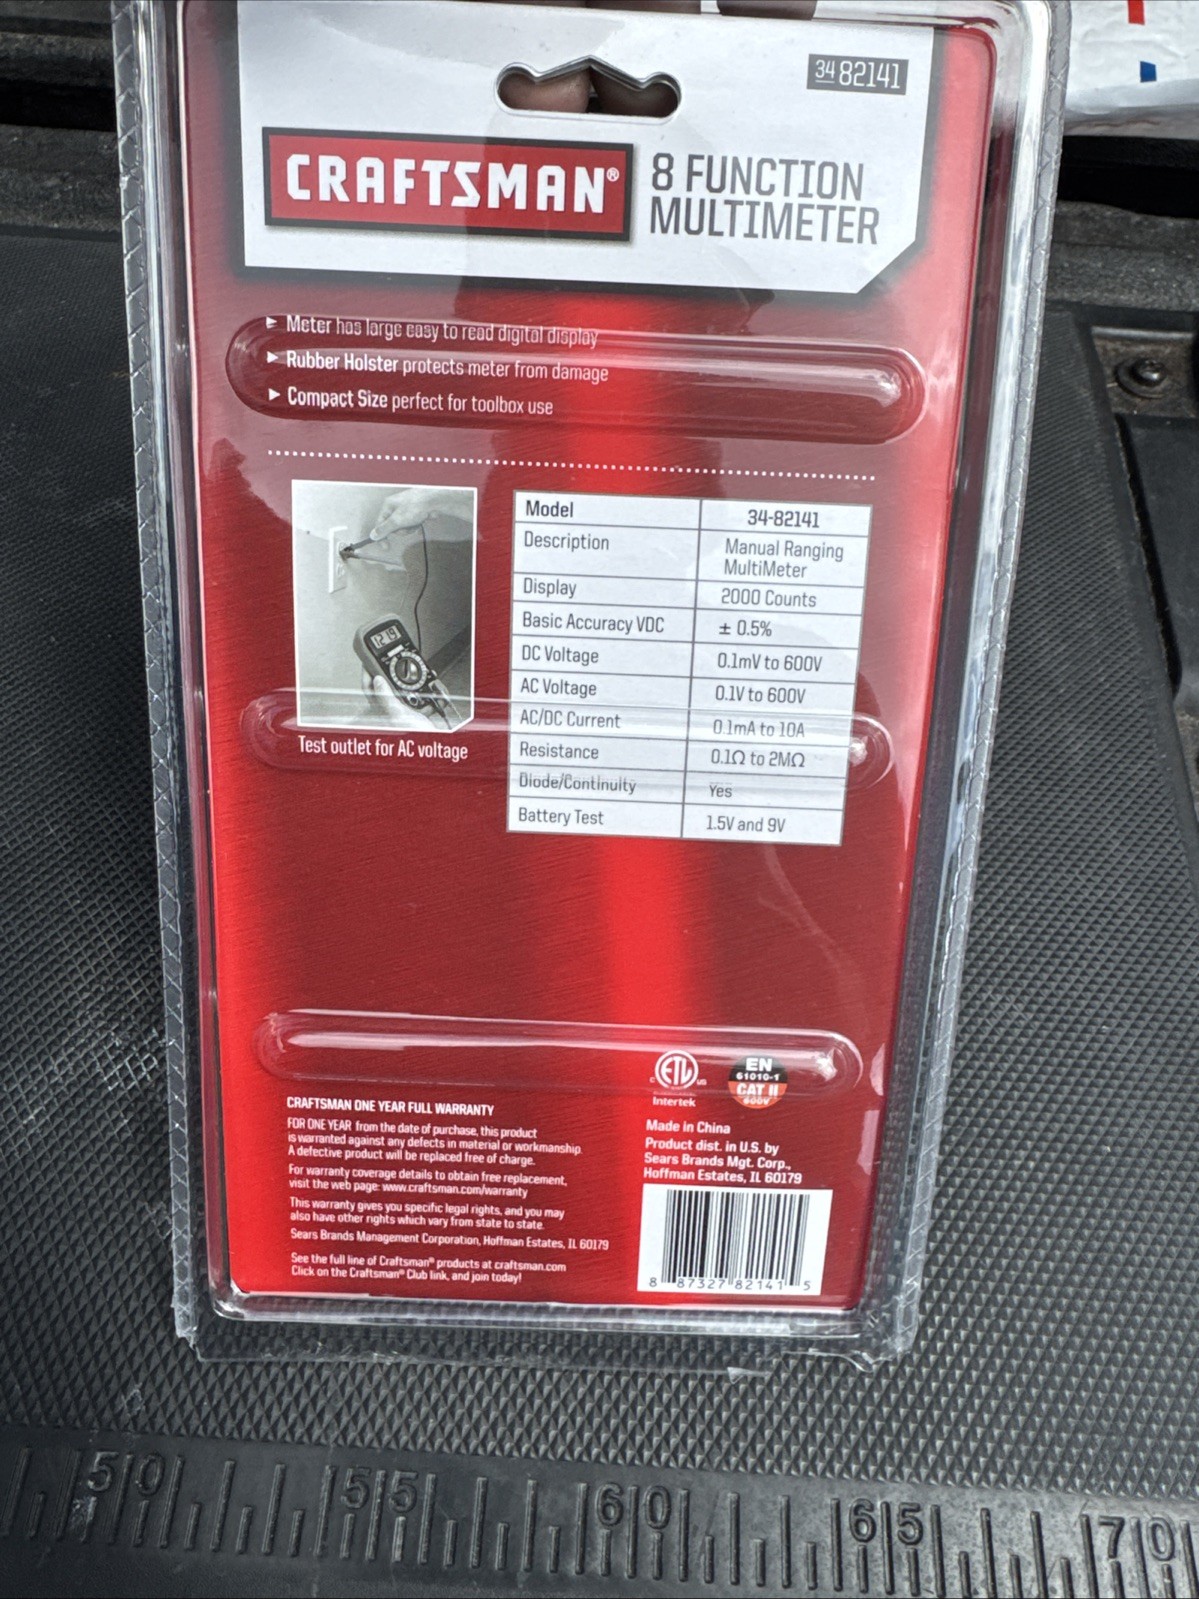 34 82141
CRAFTSMAN®
8 FUNCTION
MULTIMETER
► Meter has large easy to read digital display
► Rubber Holster protects meter from damage
► Compact Size perfect for toolbox use
Test outlet for AC voltage
Model 34-82141
Description Manual Ranging
MultiMeter
Display 2000 Counts
Basic Accuracy VDC ± 0.5%
DC Voltage 0.1mV to 600V
AC Voltage 0.1V to 600V
AC/DC Current 0.1mA to 10A
Resistance 0.1Ω to 2MΩ
Diode/Continuity Yes
Battery Test 1.5V and 9V
CRAFTSMAN ONE YEAR FULL WARRANTY
FOR ONE YEAR from the date of purchase, this product
is warranted against any defects in material or workmanship.
A defective product will be replaced free of charge.
For warranty coverage details to obtain free replacement,
visit the web page: www.craftsman.com/warranty
This warranty gives you specific legal rights, and you may
also have other rights which vary from state to state.
Sears Brands Management Corporation, Hoffman Estates, IL 60179
See the full line of Craftsman® products at craftsman.com
Click on the Craftsman® Club link, and join today!
C ETL US
Intertek
EN
61010-1
CAT II
600V
Made in China
Product dist. in U.S. by
Sears Brands Mgt. Corp.,
Hoffman Estates, IL 60179
8 87327 82141 5
50 55 60 65 70